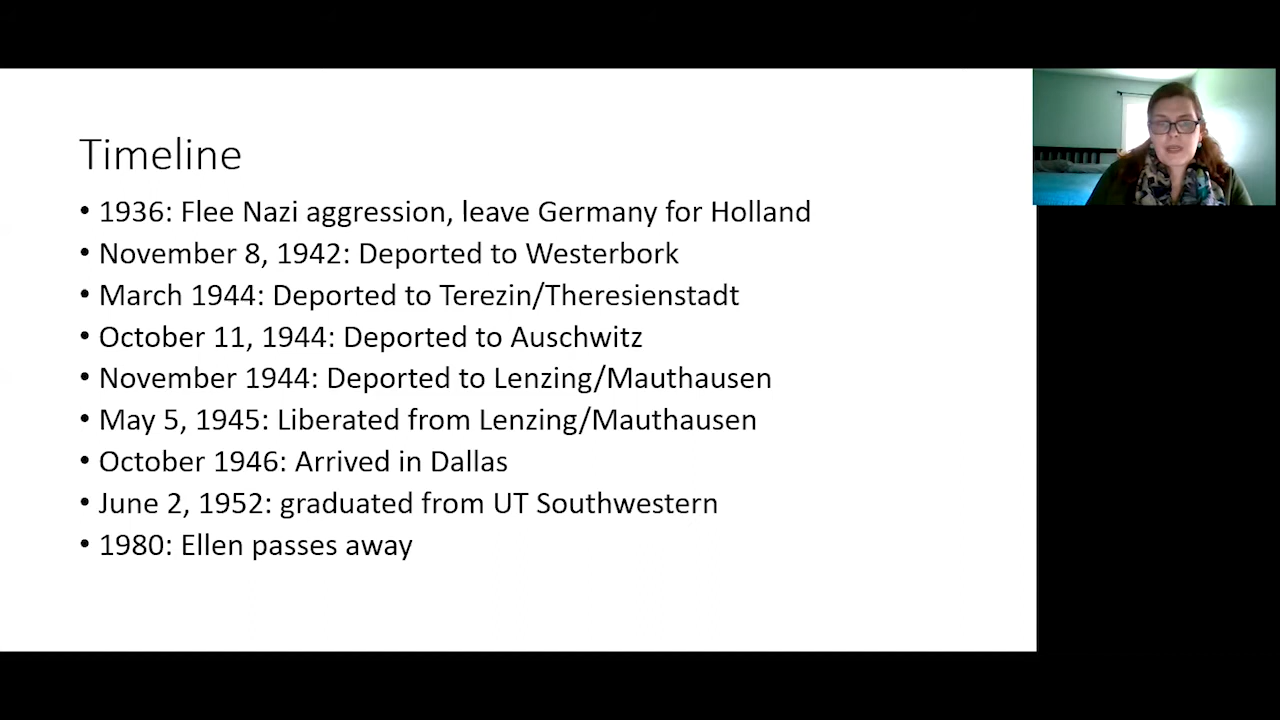 Timeline
• 1936: Flee Nazi aggression, leave Germany for Holland
• November 8, 1942: Deported to Westerbork
• March 1944: Deported to Terezin/Theresienstadt
• October 11, 1944: Deported to Auschwitz
• November 1944: Deported to Lenzing/Mauthausen
• May 5, 1945: Liberated from Lenzing/Mauthausen
• October 1946: Arrived in Dallas
• June 2, 1952: graduated from UT Southwestern
• 1980: Ellen passes away